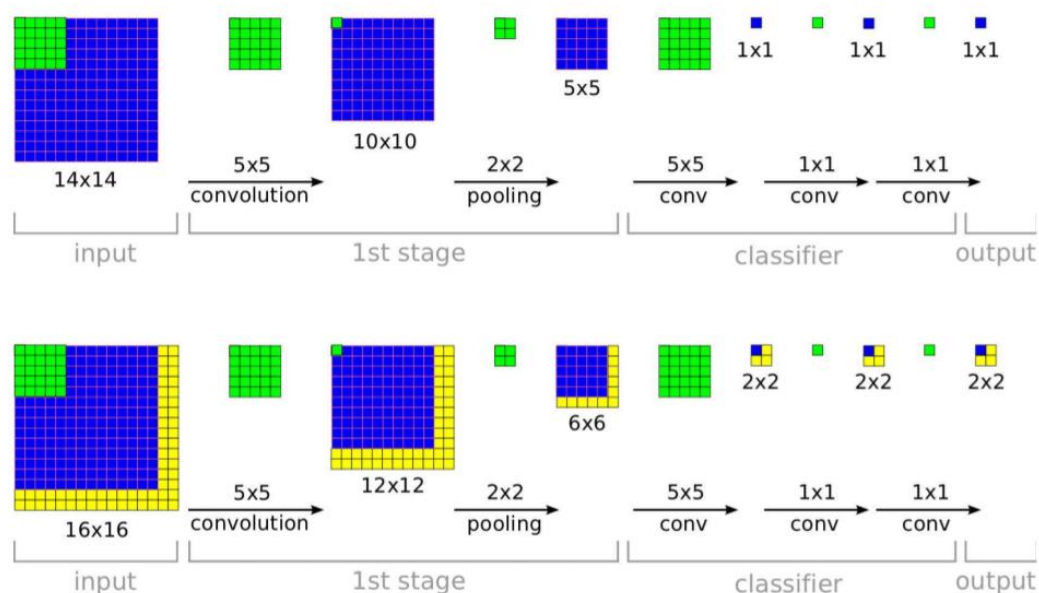 1x1 1x1 1x1
5x5
10x10
14x14
5x5 2x2 5x5 1x1 1x1
convolution pooling conv conv conv
input 1st stage classifier output
2x2 2x2 2x2
6x6
12x12
16x16
5x5 2x2 5x5 1x1 1x1
convolution pooling conv conv conv
input 1st stage classifier output